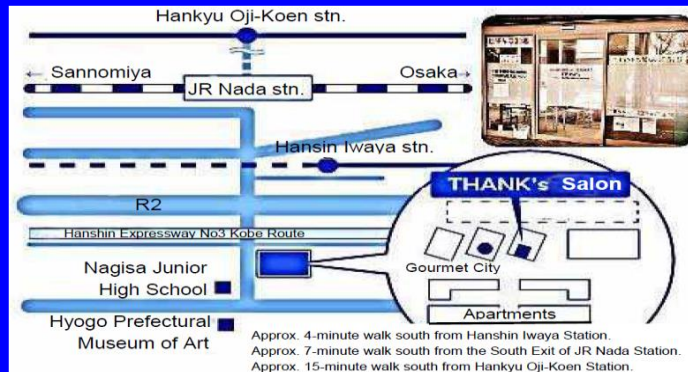 Hankyu Oji-Koen stn.
← Sannomiya
Osaka→
JR Nada stn.
Hansin Iwaya stn.
THANK's Salon
R2
Hanshin Expressway No3 Kobe Route
Gourmet City
Nagisa Junior
High School
Apartments
Hyogo Prefectural
Museum of Art
Approx. 4-minute walk south from Hanshin Iwaya Station.
Approx. 7-minute walk south from the South Exit of JR Nada Station.
Approx. 15-minute walk south from Hankyu Oji-Koen Station.